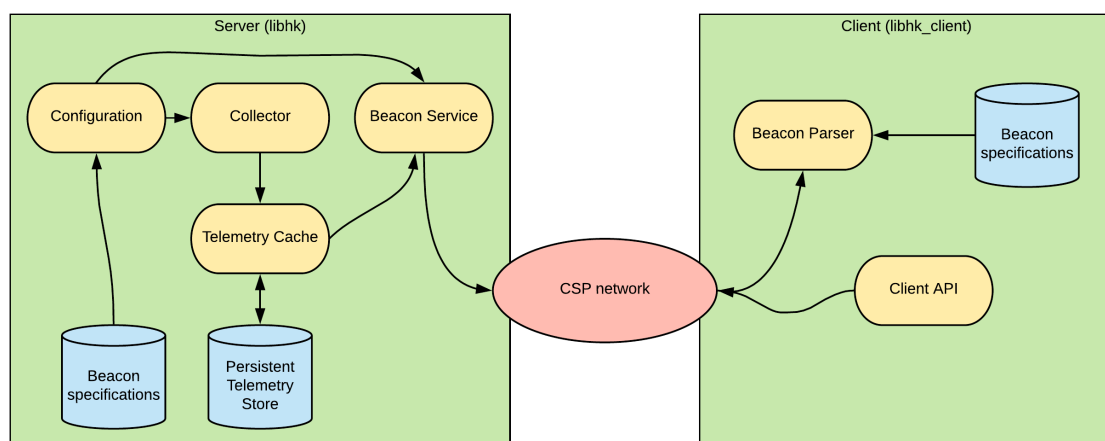 Server (libhk)
Configuration
Collector
Beacon Service
Telemetry Cache
Beacon
specifications
Persistent
Telemetry
Store
CSP network
Client (libhk_client)
Beacon Parser
Beacon
specifications
Client API